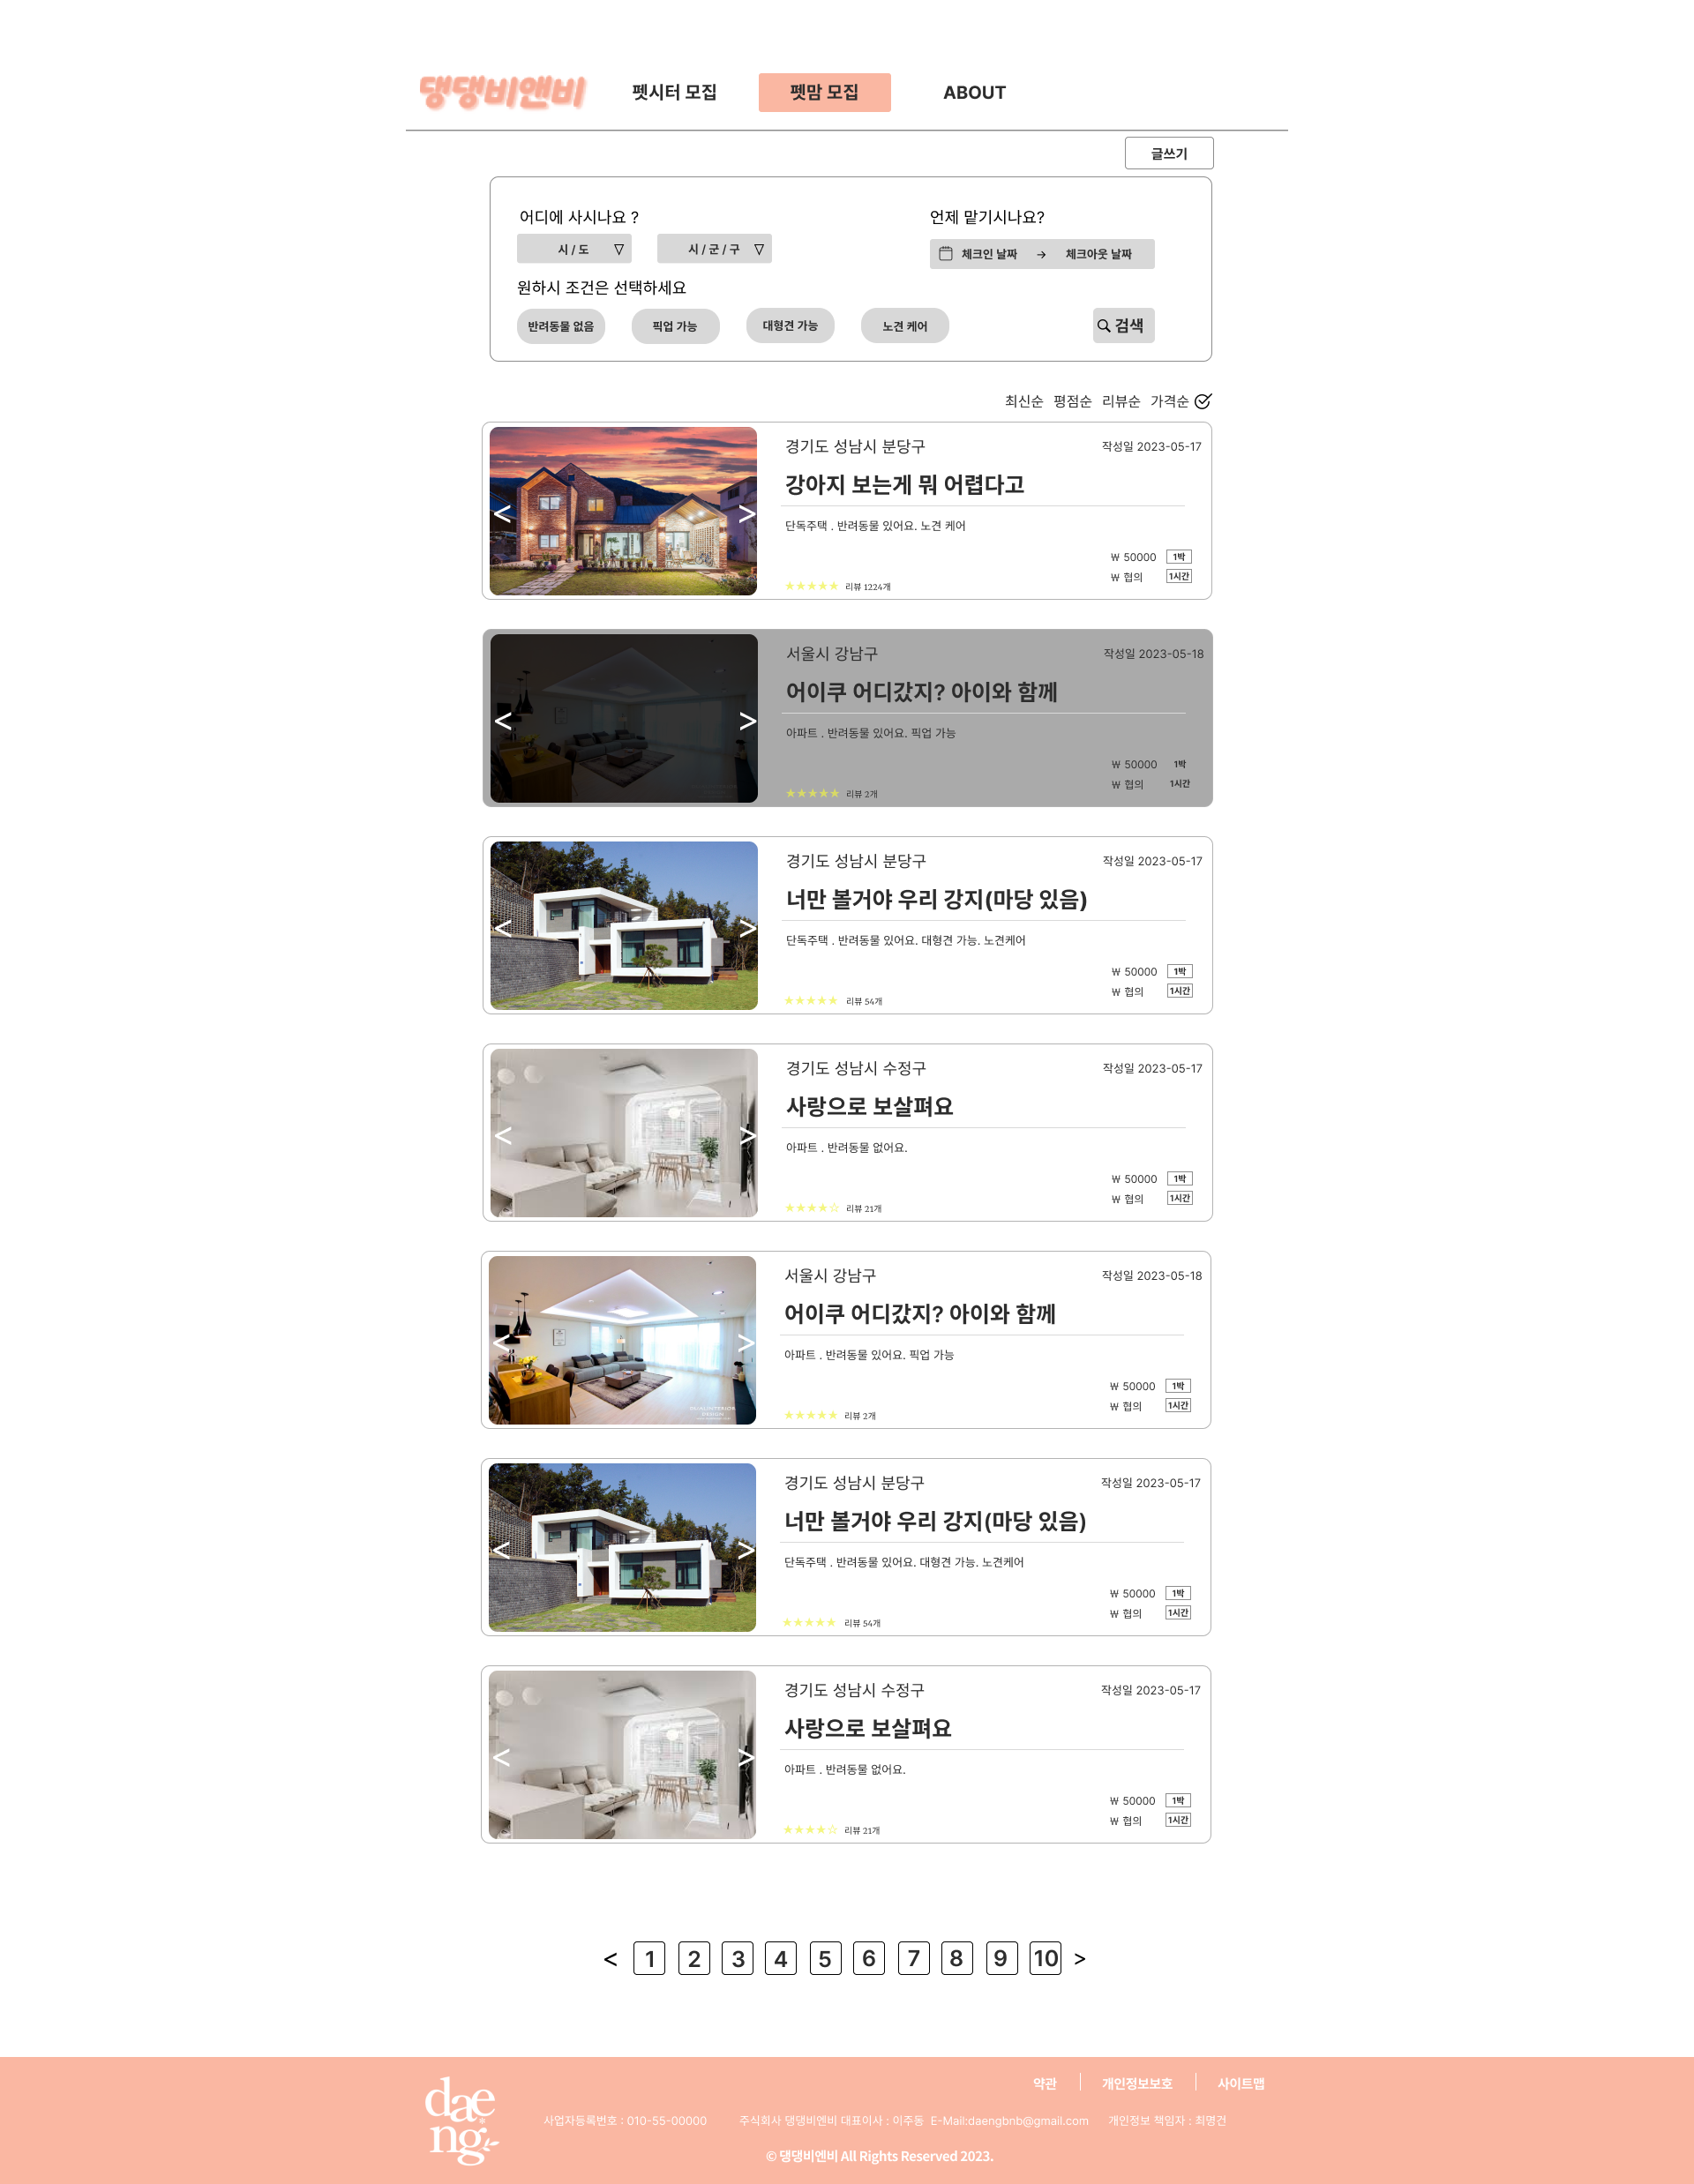 댕댕비앤비 펫시터 모집 펫맘 모집 ABOUT
글쓰기
어디에 사시나요 ? 언제 맡기시나요?
시 / 도 ▽ 시 / 군 / 구 ▽ 체크인 날짜 → 체크아웃 날짜
원하시 조건은 선택하세요
반려동물 없음 픽업 가능 대형견 가능 노견 케어 검색
최신순 평점순 리뷰순 가격순
경기도 성남시 분당구 작성일 2023-05-17
강아지 보는게 뭐 어렵다고
< >
단독주택 . 반려동물 있어요. 노견 케어
₩ 50000 1박
₩ 협의 1시간
★★★★★ 리뷰 1224개
서울시 강남구 작성일 2023-05-18
어이쿠 어디갔지? 아이와 함께
< >
아파트 . 반려동물 있어요. 픽업 가능
₩ 50000 1박
₩ 협의 1시간
★★★★★ 리뷰 2개
경기도 성남시 분당구 작성일 2023-05-17
너만 볼거야 우리 강지(마당 있음)
< >
단독주택 . 반려동물 있어요. 대형견 가능. 노견케어
₩ 50000 1박
₩ 협의 1시간
★★★★★ 리뷰 54개
경기도 성남시 수정구 작성일 2023-05-17
사랑으로 보살펴요
< >
아파트 . 반려동물 없어요.
₩ 50000 1박
₩ 협의 1시간
★★★★☆ 리뷰 21개
서울시 강남구 작성일 2023-05-18
어이쿠 어디갔지? 아이와 함께
< >
아파트 . 반려동물 있어요. 픽업 가능
₩ 50000 1박
₩ 협의 1시간
★★★★★ 리뷰 2개
경기도 성남시 분당구 작성일 2023-05-17
너만 볼거야 우리 강지(마당 있음)
< >
단독주택 . 반려동물 있어요. 대형견 가능. 노견케어
₩ 50000 1박
₩ 협의 1시간
★★★★★ 리뷰 54개
경기도 성남시 수정구 작성일 2023-05-17
사랑으로 보살펴요
< >
아파트 . 반려동물 없어요.
₩ 50000 1박
₩ 협의 1시간
★★★★☆ 리뷰 21개
< 1 2 3 4 5 6 7 8 9 10 >
약관 개인정보보호 사이트맵
dae
ng
사업자등록번호 : 010-55-00000 주식회사 댕댕비엔비 대표이사 : 이주동 E-Mail:daengbnb@gmail.com 개인정보 책임자 : 최명건
© 댕댕비엔비 All Rights Reserved 2023.